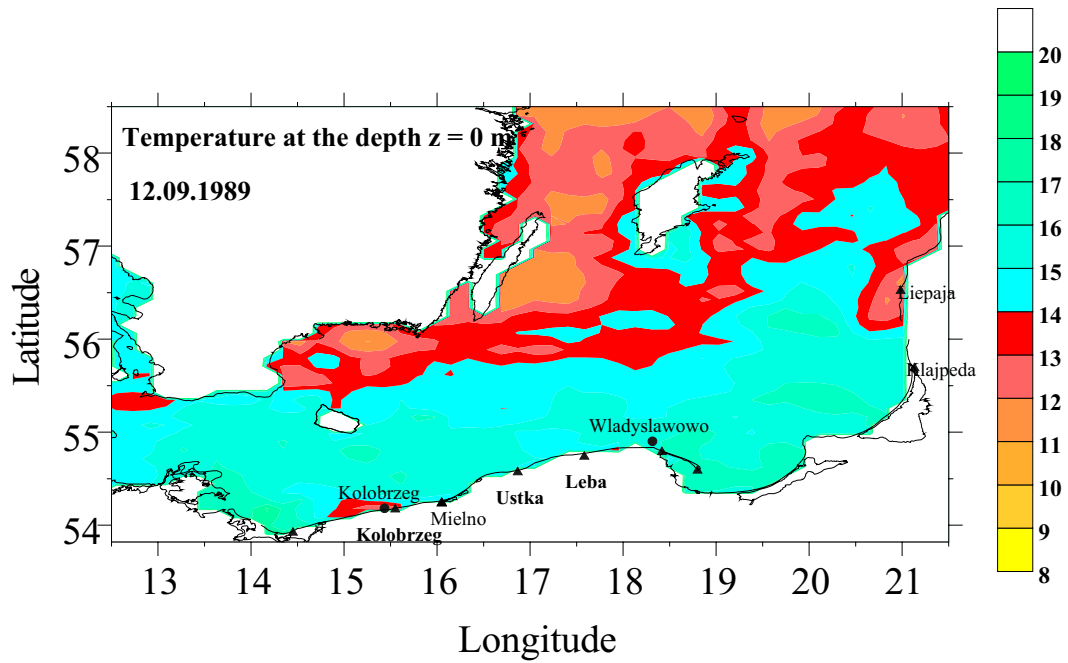 20
19
18
17
16
15
14
13
12
11
10
9
8
Temperature at the depth z = 0 m
12.09.1989
58
57
56
55
54
Latitude
Liepaja
Klajpeda
Wladyslawowo
Leba
Ustka
Kolobrzeg
Mielno
Kolobrzeg
13 14 15 16 17 18 19 20 21
Longitude